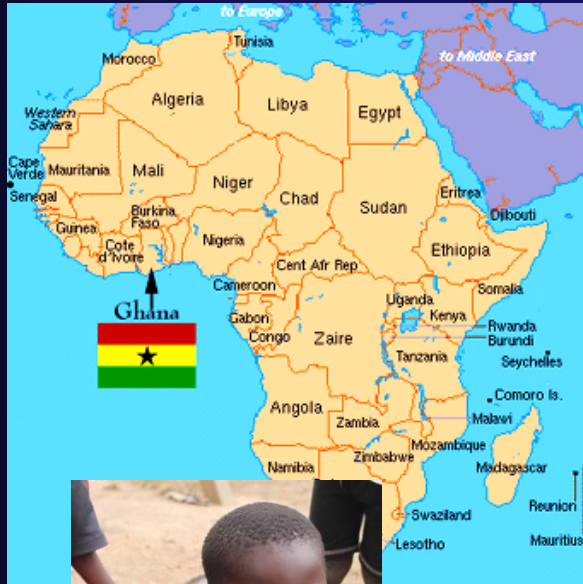 to Europe
Tunisia
to Middle East
Morocco
Algeria
Libya
Egypt
Western
Sahara
Cape
Verde
Mauritania
Mali
Niger
Chad
Sudan
Eritrea
Senegal
Djibouti
Burkina
Faso
Guinea
Nigeria
Cote
d'Ivoire
Ethiopia
Cent Afr Rep
Cameroon
Somalia
Ghana
Uganda
Gabon
Kenya
Rwanda
Congo
Zaire
Burundi
Tanzania
Seychelles
Comoro Is.
Angola
Malawi
Zambia
Mozambique
Zimbabwe
Namibia
Madagascar
Reunion
Swaziland
Mauritius
Lesotho